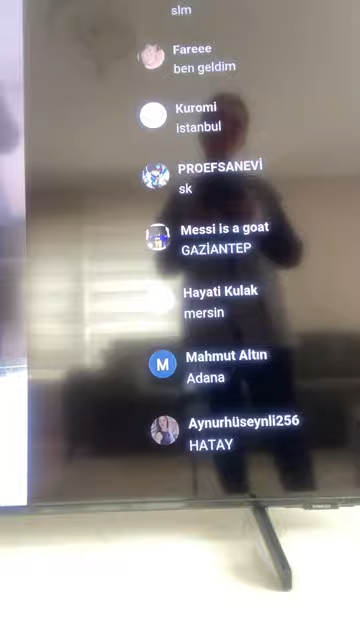 slm
Fareee
ben geldim
Kuromi
istanbul
PROEFSANEVİ
sk
Messi is a goat
GAZİANTEP
Hayati Kulak
mersin
M
Mahmut Altın
Adana
Aynurhüseynli256
HATAY